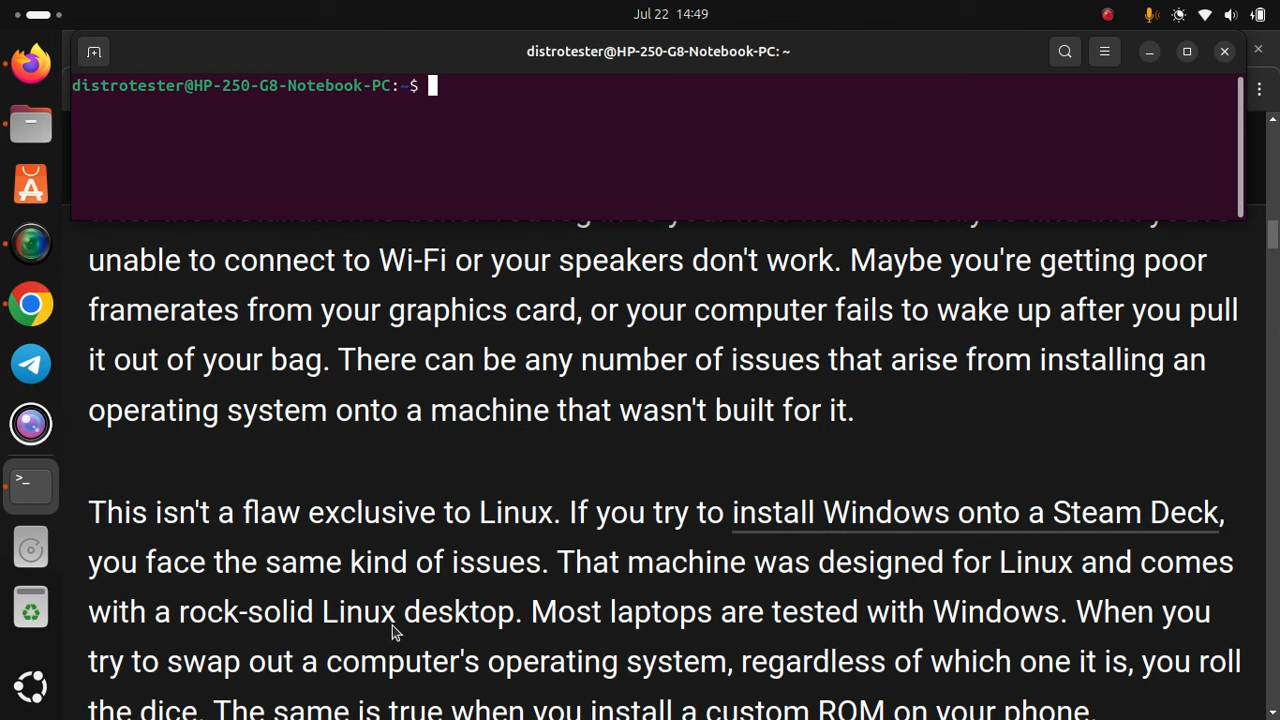 Jul 22 14:49
distrotester@HP-250-G8-Notebook-PC: ~
distrotester@HP-250-G8-Notebook-PC:~$
unable to connect to Wi-Fi or your speakers don't work. Maybe you're getting poor
framerates from your graphics card, or your computer fails to wake up after you pull
it out of your bag. There can be any number of issues that arise from installing an
operating system onto a machine that wasn't built for it.
This isn't a flaw exclusive to Linux. If you try to install Windows onto a Steam Deck,
you face the same kind of issues. That machine was designed for Linux and comes
with a rock-solid Linux desktop. Most laptops are tested with Windows. When you
try to swap out a computer's operating system, regardless of which one it is, you roll
the dice. The same is true when you install a custom ROM on your phone.